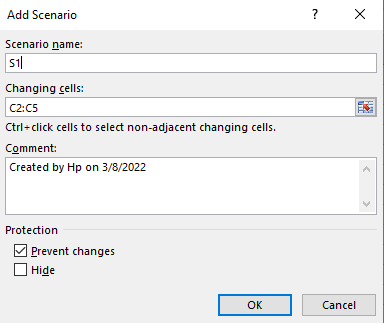 Add Scenario ? ×
Scenario name:
S1
Changing cells:
C2:C5
Ctrl+click cells to select non-adjacent changing cells.
Comment:
Created by Hp on 3/8/2022
Protection
Prevent changes
Hide
OK Cancel